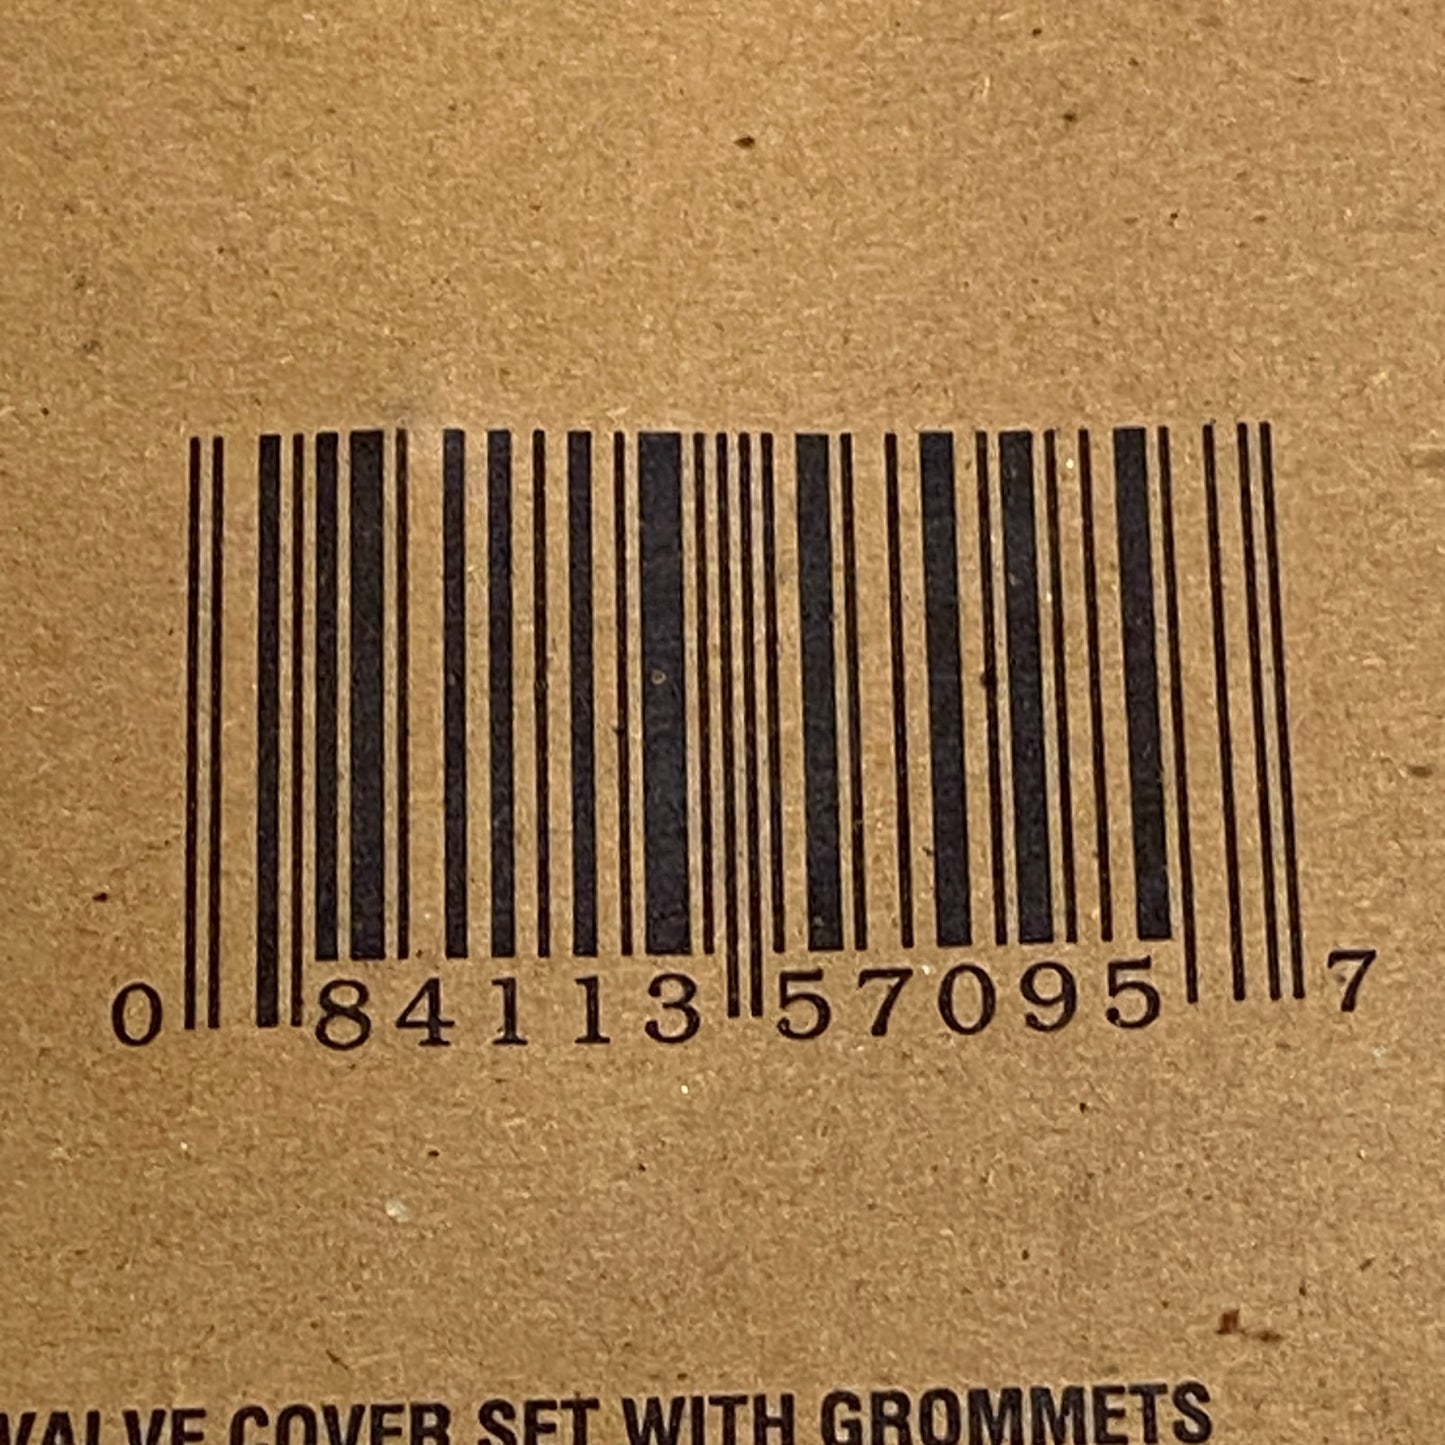 0 84113 57095 7
VALVE COVER SET WITH GROMMETS